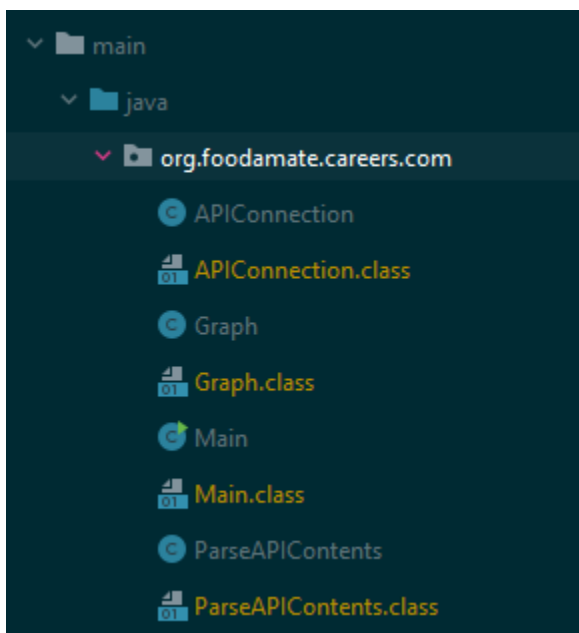 main
java
org.foodamate.careers.com
APIConnection
APIConnection.class
Graph
Graph.class
Main
Main.class
ParseAPIContents
ParseAPIContents.class